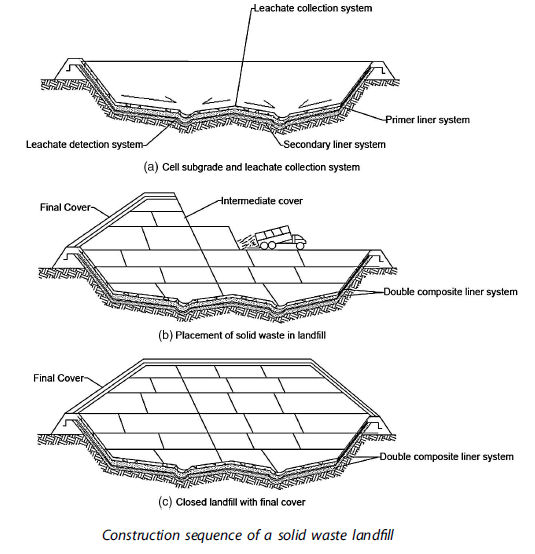 Leachate collection system
Primer liner system
Leachate detection system
Secondary liner system
(a) Cell subgrade and leachate collection system
Final Cover
Intermediate cover
Double composite liner system
(b) Placement of solid waste in landfill
Final Cover
Double composite liner system
(c) Closed landfill with final cover
Construction sequence of a solid waste landfill